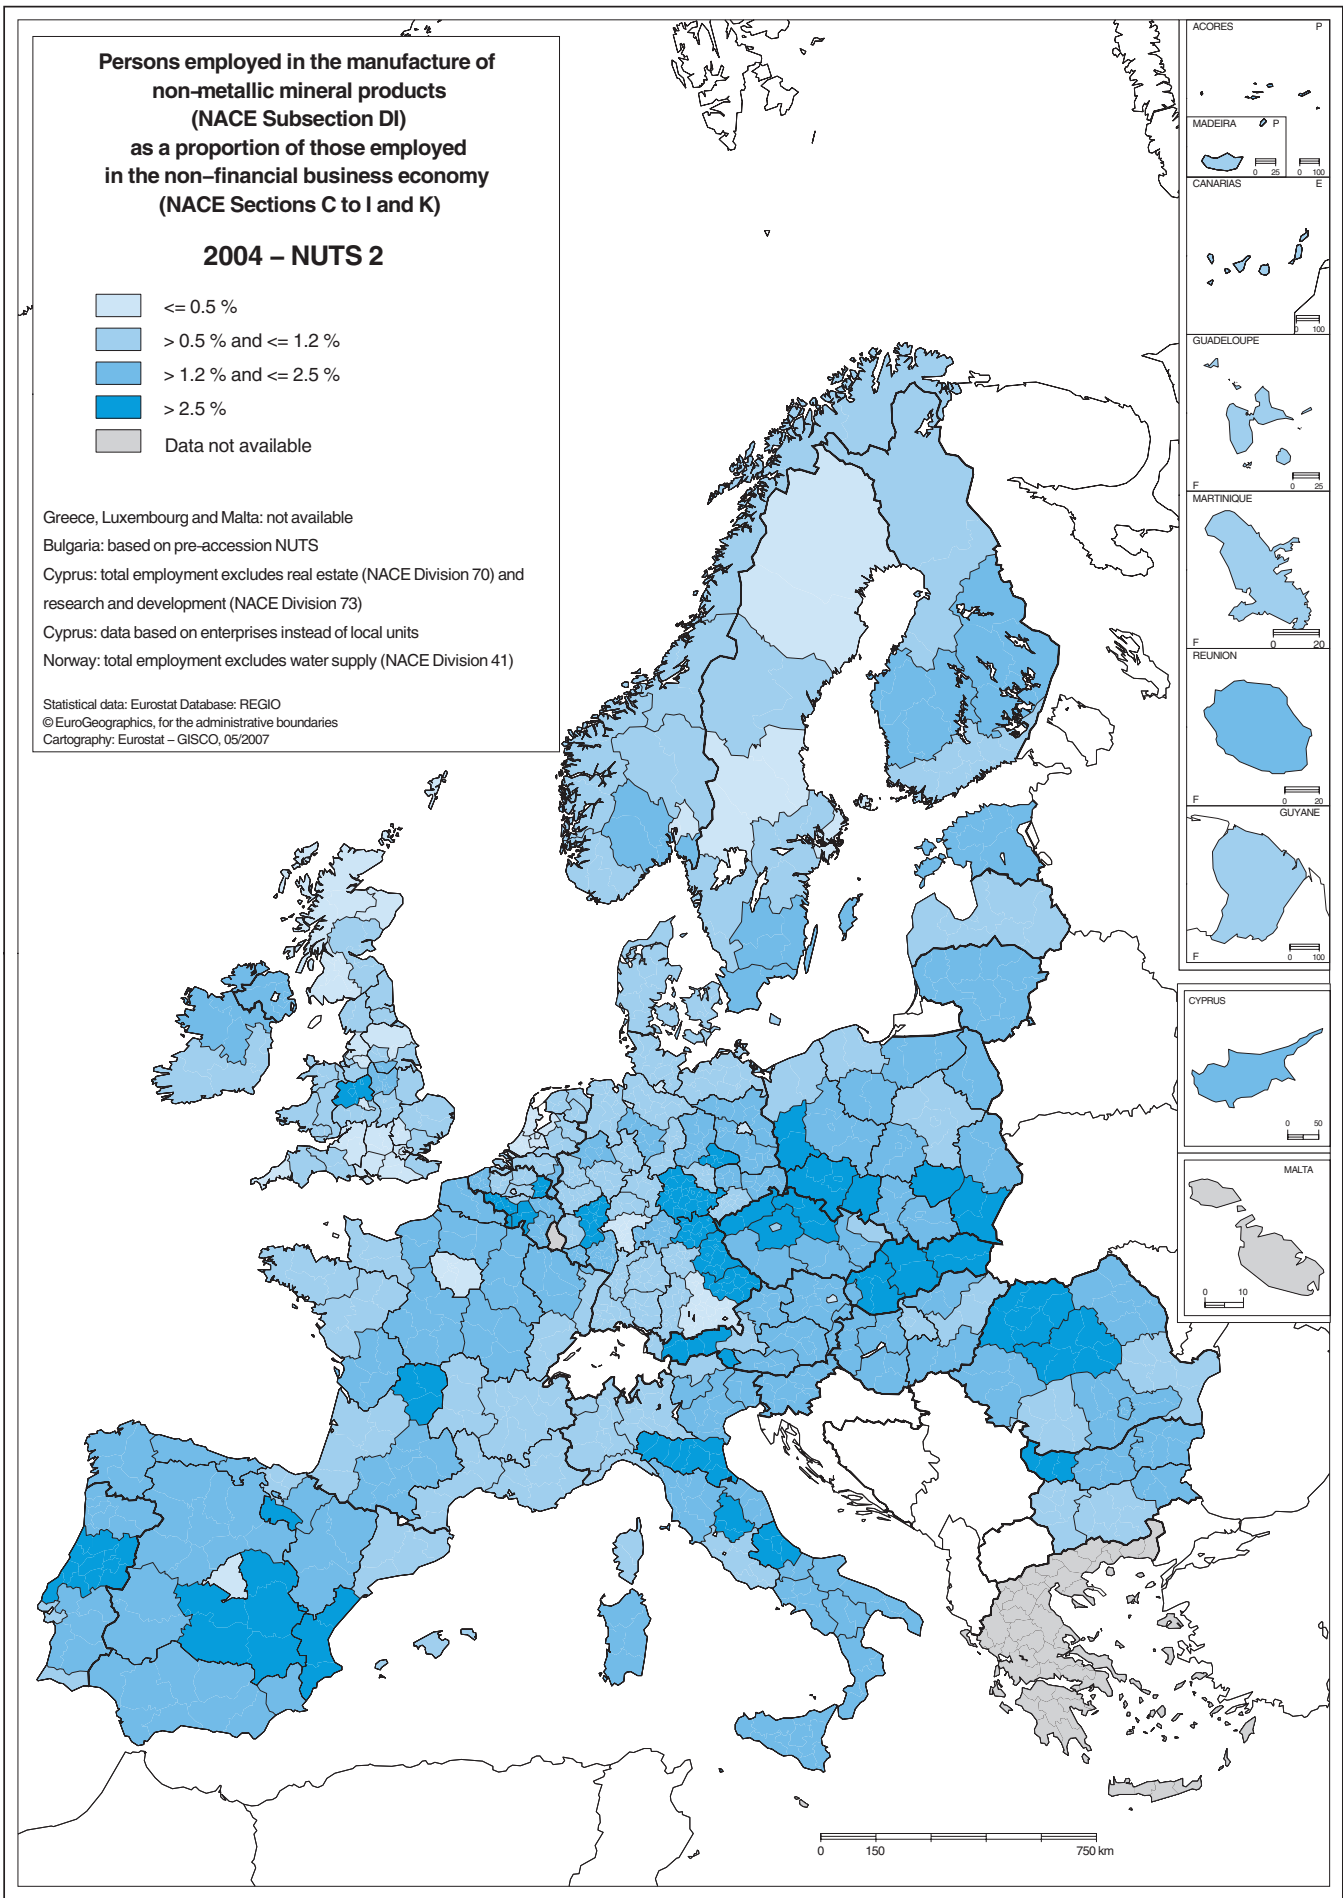 Persons employed in the manufacture of
non-metallic mineral products
(NACE Subsection DI)
as a proportion of those employed
in the non-financial business economy
(NACE Sections C to I and K)
2004 – NUTS 2
<= 0.5 %
> 0.5 % and <= 1.2 %
> 1.2 % and <= 2.5 %
> 2.5 %
Data not available
Greece, Luxembourg and Malta: not available
Bulgaria: based on pre-accession NUTS
Cyprus: total employment excludes real estate (NACE Division 70) and
research and development (NACE Division 73)
Cyprus: data based on enterprises instead of local units
Norway: total employment excludes water supply (NACE Division 41)
Statistical data: Eurostat Database: REGIO
© EuroGeographics, for the administrative boundaries
Cartography: Eurostat – GISCO, 05/2007
ACORES P
MADEIRA P
0 25 0 100
CANARIAS E
0 100
GUADELOUPE
F 0 25
MARTINIQUE
F 0 20
REUNION
F 0 20
GUYANE
F 0 100
CYPRUS
0 50
MALTA
0 10
0 150 750 km